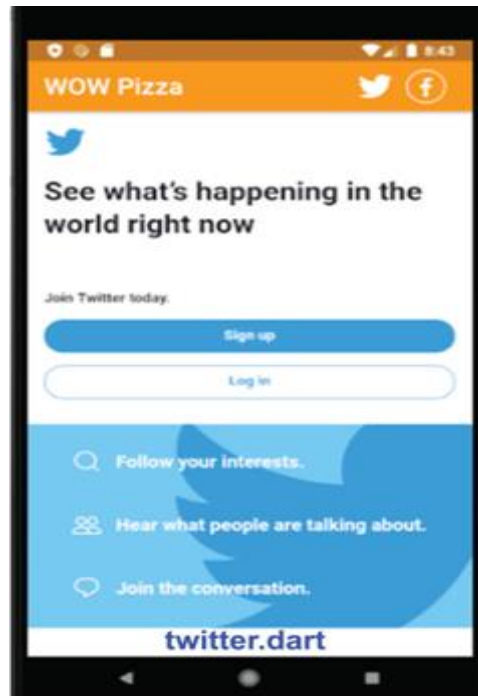 8:43
WOW Pizza
See what's happening in the
world right now
Join Twitter today.
Sign up
Log in
Follow your interests.
Hear what people are talking about.
Join the conversation.
twitter.dart